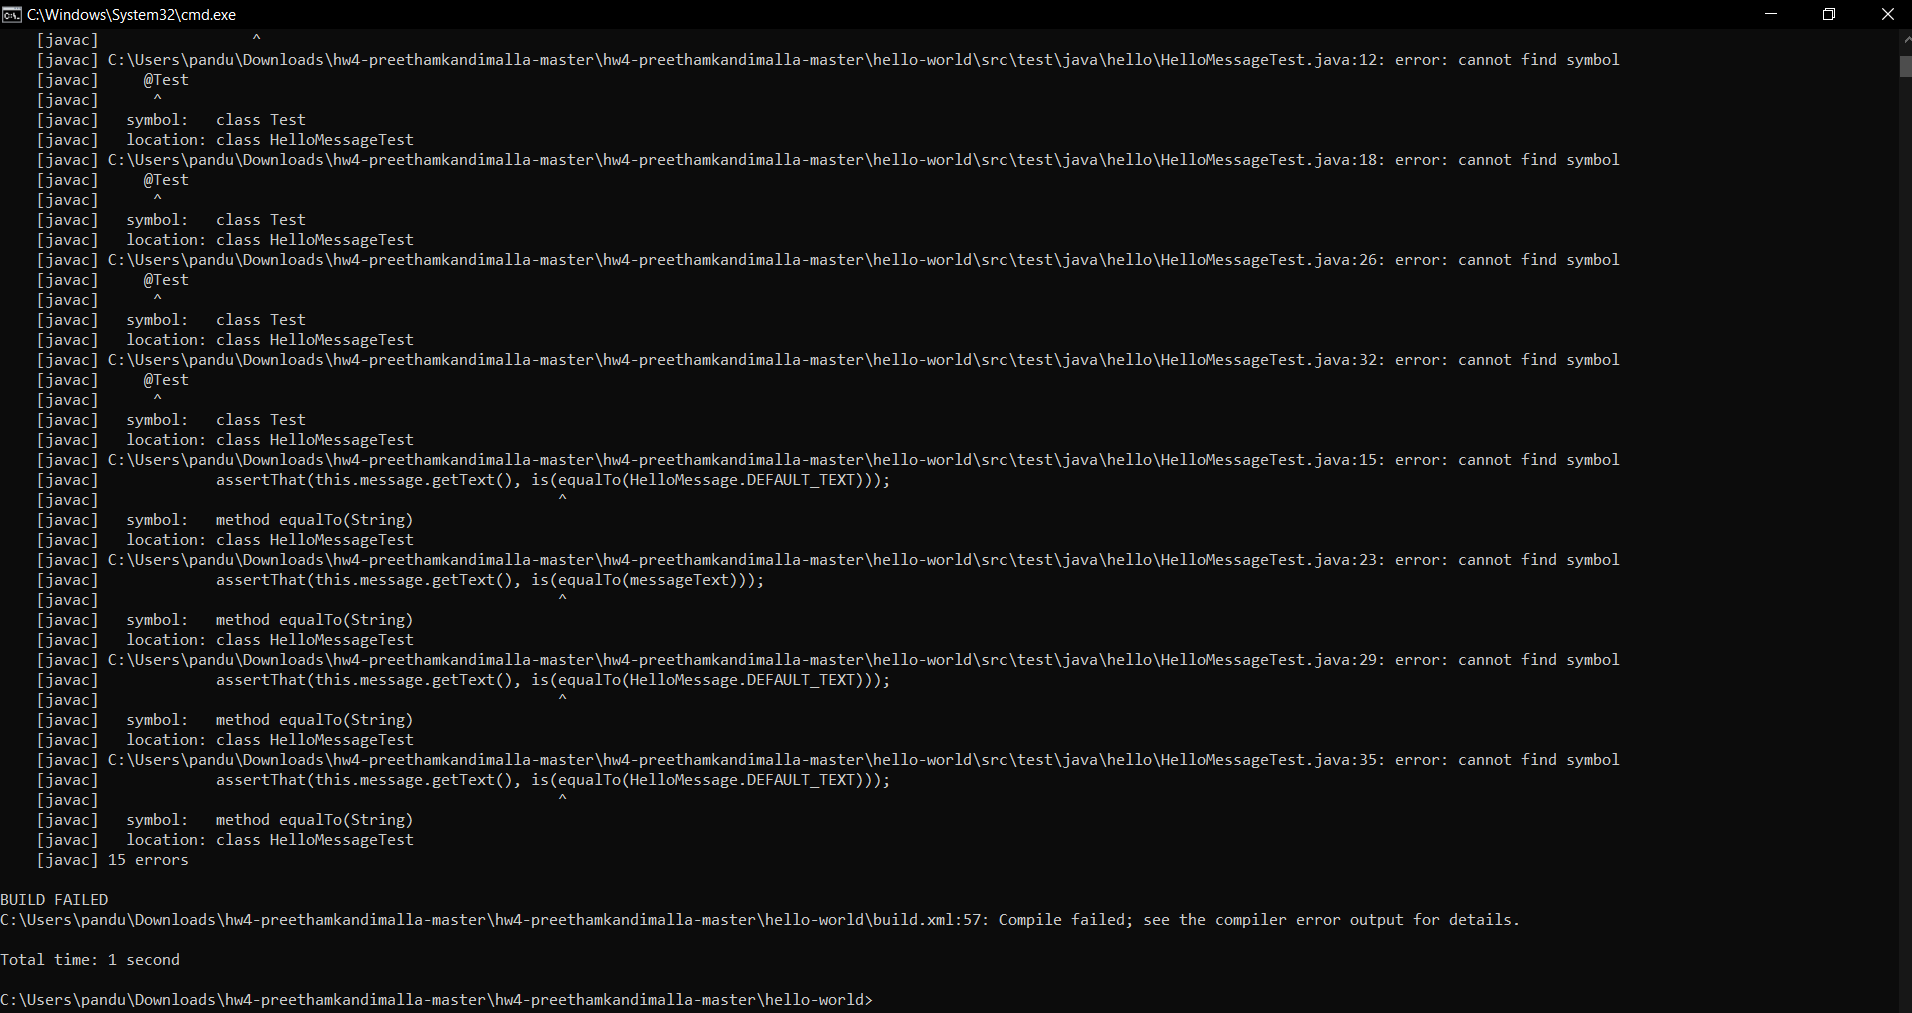 C:\Windows\System32\cmd.exe
[javac]                 ^
[javac] C:\Users\pandu\Downloads\hw4-preethamkandimalla-master\hw4-preethamkandimalla-master\hello-world\src\test\java\hello\HelloMessageTest.java:12: error: cannot find symbol
[javac]     @Test
[javac]      ^
[javac]   symbol:   class Test
[javac]   location: class HelloMessageTest
[javac] C:\Users\pandu\Downloads\hw4-preethamkandimalla-master\hw4-preethamkandimalla-master\hello-world\src\test\java\hello\HelloMessageTest.java:18: error: cannot find symbol
[javac]     @Test
[javac]      ^
[javac]   symbol:   class Test
[javac]   location: class HelloMessageTest
[javac] C:\Users\pandu\Downloads\hw4-preethamkandimalla-master\hw4-preethamkandimalla-master\hello-world\src\test\java\hello\HelloMessageTest.java:26: error: cannot find symbol
[javac]     @Test
[javac]      ^
[javac]   symbol:   class Test
[javac]   location: class HelloMessageTest
[javac] C:\Users\pandu\Downloads\hw4-preethamkandimalla-master\hw4-preethamkandimalla-master\hello-world\src\test\java\hello\HelloMessageTest.java:32: error: cannot find symbol
[javac]     @Test
[javac]      ^
[javac]   symbol:   class Test
[javac]   location: class HelloMessageTest
[javac] C:\Users\pandu\Downloads\hw4-preethamkandimalla-master\hw4-preethamkandimalla-master\hello-world\src\test\java\hello\HelloMessageTest.java:15: error: cannot find symbol
[javac]             assertThat(this.message.getText(), is(equalTo(HelloMessage.DEFAULT_TEXT)));
[javac]                                                   ^
[javac]   symbol:   method equalTo(String)
[javac]   location: class HelloMessageTest
[javac] C:\Users\pandu\Downloads\hw4-preethamkandimalla-master\hw4-preethamkandimalla-master\hello-world\src\test\java\hello\HelloMessageTest.java:23: error: cannot find symbol
[javac]             assertThat(this.message.getText(), is(equalTo(messageText)));
[javac]                                                   ^
[javac]   symbol:   method equalTo(String)
[javac]   location: class HelloMessageTest
[javac] C:\Users\pandu\Downloads\hw4-preethamkandimalla-master\hw4-preethamkandimalla-master\hello-world\src\test\java\hello\HelloMessageTest.java:29: error: cannot find symbol
[javac]             assertThat(this.message.getText(), is(equalTo(HelloMessage.DEFAULT_TEXT)));
[javac]                                                   ^
[javac]   symbol:   method equalTo(String)
[javac]   location: class HelloMessageTest
[javac] C:\Users\pandu\Downloads\hw4-preethamkandimalla-master\hw4-preethamkandimalla-master\hello-world\src\test\java\hello\HelloMessageTest.java:35: error: cannot find symbol
[javac]             assertThat(this.message.getText(), is(equalTo(HelloMessage.DEFAULT_TEXT)));
[javac]                                                   ^
[javac]   symbol:   method equalTo(String)
[javac]   location: class HelloMessageTest
[javac] 15 errors
BUILD FAILED
C:\Users\pandu\Downloads\hw4-preethamkandimalla-master\hw4-preethamkandimalla-master\hello-world\build.xml:57: Compile failed; see the compiler error output for details.
Total time: 1 second
C:\Users\pandu\Downloads\hw4-preethamkandimalla-master\hw4-preethamkandimalla-master\hello-world>